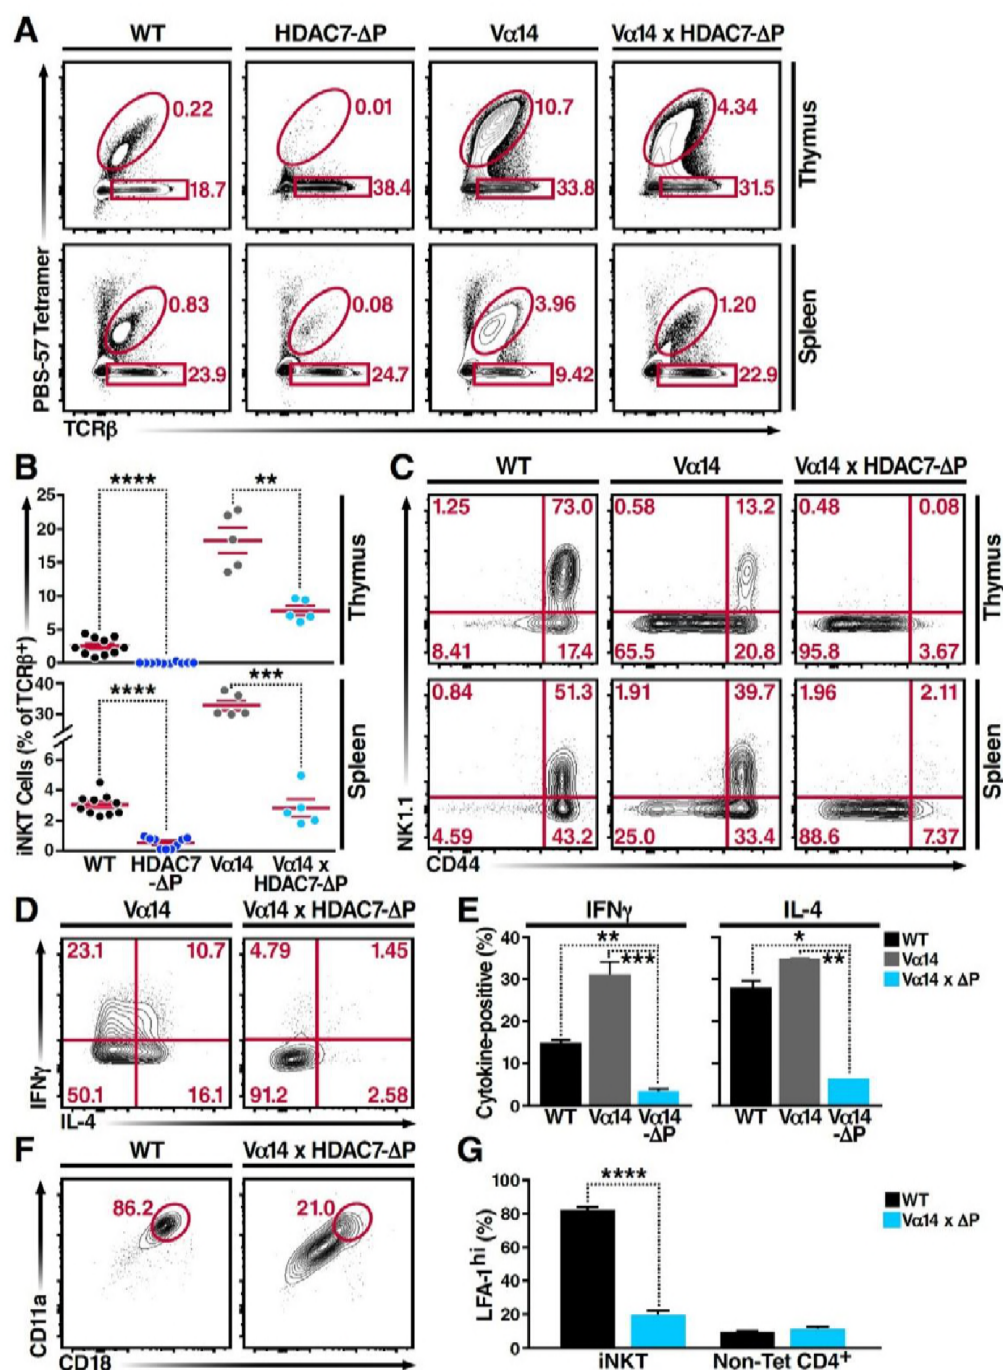 A
WT
HDAC7-ΔP
Vα14
Vα14 x HDAC7-ΔP
0.22
0.01
10.7
4.34
18.7
38.4
33.8
31.5
Thymus
0.83
0.08
3.96
1.20
23.9
24.7
9.42
22.9
Spleen
PBS-57 Tetramer
TCRβ
B
iNKT Cells (% of TCRβ+)
****
**
25
20
15
10
5
0
Thymus
****
***
40
30
6
4
2
0
Spleen
WT
HDAC7
-ΔP
Vα14
Vα14 x
HDAC7-ΔP
C
WT
Vα14
Vα14 x HDAC7-ΔP
1.25
73.0
0.58
13.2
0.48
0.08
8.41
17.4
65.5
20.8
95.8
3.67
Thymus
0.84
51.3
1.91
39.7
1.96
2.11
4.59
43.2
25.0
33.4
88.6
7.37
Spleen
NK1.1
CD44
D
Vα14
Vα14 x HDAC7-ΔP
23.1
10.7
4.79
1.45
50.1
16.1
91.2
2.58
IFNγ
IL-4
E
IFNγ
IL-4
Cytokine-positive (%)
40
30
20
10
0
**
***
*
**
WT
Vα14
Vα14 x ΔP
WT
Vα14
Vα14
-ΔP
WT
Vα14
Vα14
-ΔP
F
WT
Vα14 x HDAC7-ΔP
86.2
21.0
CD11a
CD18
G
LFA-1hi (%)
100
80
60
40
20
0
****
WT
Vα14 x ΔP
iNKT
Non-Tet CD4+